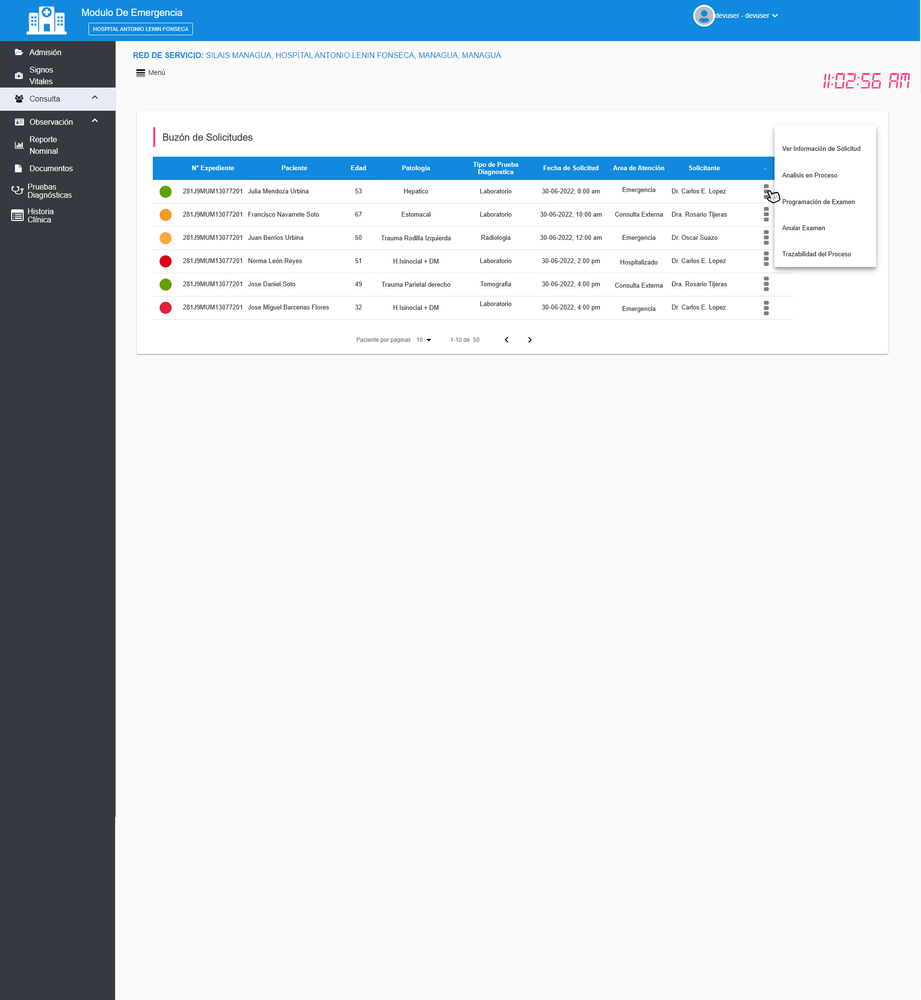 Modulo De Emergencia
HOSPITAL ANTONIO LENIN FONSECA
devuser - devuser
Admisión
Signos
Vitales
Consulta
Observación
Reporte
Nominal
Documentos
Pruebas
Diagnósticas
Historia
Clínica
RED DE SERVICIO: SILAIS MANAGUA, HOSPITAL ANTONIO LENIN FONSECA, MANAGUA, MANAGUA
Menú
11:02:56 AM
Buzón de Solicitudes
N° Expediente Paciente Edad Patología Tipo de Prueba Diagnostica Fecha de Solicitud Area de Atención Solicitante -
281J9MUM13077201 Julia Mendoza Urbina 53 Hepatico Laboratorio 30-06-2022, 8:00 am Emergencia Dr. Carlos E. Lopez
281J9MUM13077201 Francisco Navarrete Soto 67 Estomacal Laboratorio 30-06-2022, 10:00 am Consulta Externa Dra. Rosario Tijeras
281J9MUM13077201 Juan Berrios Urbina 50 Trauma Rodilla Izquierda Radiologia 30-06-2022, 12:00 am Emergencia Dr. Oscar Suazo
281J9MUM13077201 Norma León Reyes 51 H.Isinocial + DM Laboratorio 30-06-2022, 2:00 pm Hospitalizado Dr. Carlos E. Lopez
281J9MUM13077201 Jose Daniel Soto 49 Trauma Parietal derecho Tomografia 30-06-2022, 4:00 pm Consulta Externa Dra. Rosario Tijeras
281J9MUM13077201 Jose Miguel Barcenas Flores 32 H.Isinocial + DM Laboratorio 30-06-2022, 4:00 pm Emergencia Dr. Carlos E. Lopez
Ver Información de Solicitud
Analisis en Proceso
Programación de Examen
Anular Examen
Trazabilidad del Proceso
Paciente por paginas 10 1-10 de 50